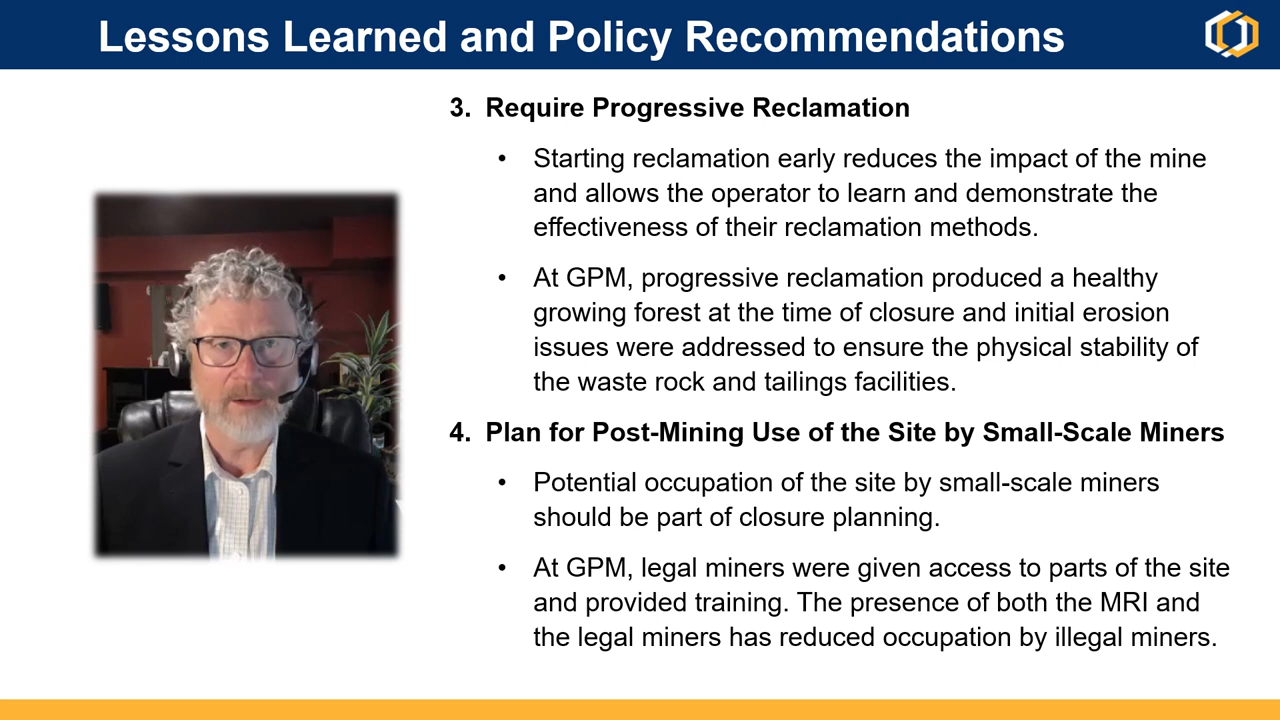 Lessons Learned and Policy Recommendations
3. Require Progressive Reclamation
• Starting reclamation early reduces the impact of the mine
and allows the operator to learn and demonstrate the
effectiveness of their reclamation methods.
• At GPM, progressive reclamation produced a healthy
growing forest at the time of closure and initial erosion
issues were addressed to ensure the physical stability of
the waste rock and tailings facilities.
4. Plan for Post-Mining Use of the Site by Small-Scale Miners
• Potential occupation of the site by small-scale miners
should be part of closure planning.
• At GPM, legal miners were given access to parts of the site
and provided training. The presence of both the MRI and
the legal miners has reduced occupation by illegal miners.